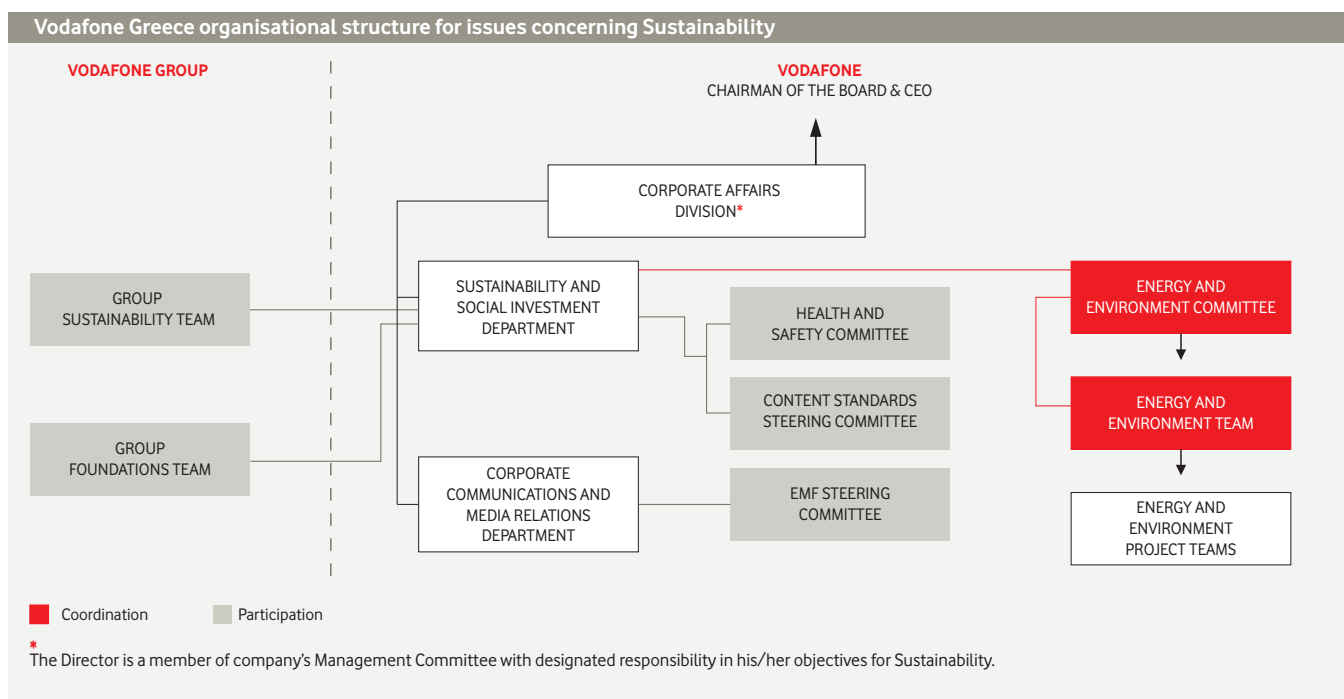 Vodafone Greece organisational structure for issues concerning Sustainability
VODAFONE GROUP
VODAFONE
CHAIRMAN OF THE BOARD & CEO
CORPORATE AFFAIRS
DIVISION*
GROUP
SUSTAINABILITY TEAM
SUSTAINABILITY AND
SOCIAL INVESTMENT
DEPARTMENT
HEALTH AND
SAFETY COMMITTEE
ENERGY AND
ENVIRONMENT COMMITTEE
CONTENT STANDARDS
STEERING COMMITTEE
ENERGY AND
ENVIRONMENT TEAM
GROUP
FOUNDATIONS TEAM
CORPORATE
COMMUNICATIONS AND
MEDIA RELATIONS
DEPARTMENT
EMF STEERING
COMMITTEE
ENERGY AND
ENVIRONMENT
PROJECT TEAMS
Coordination
Participation
*
The Director is a member of company's Management Committee with designated responsibility in his/her objectives for Sustainability.